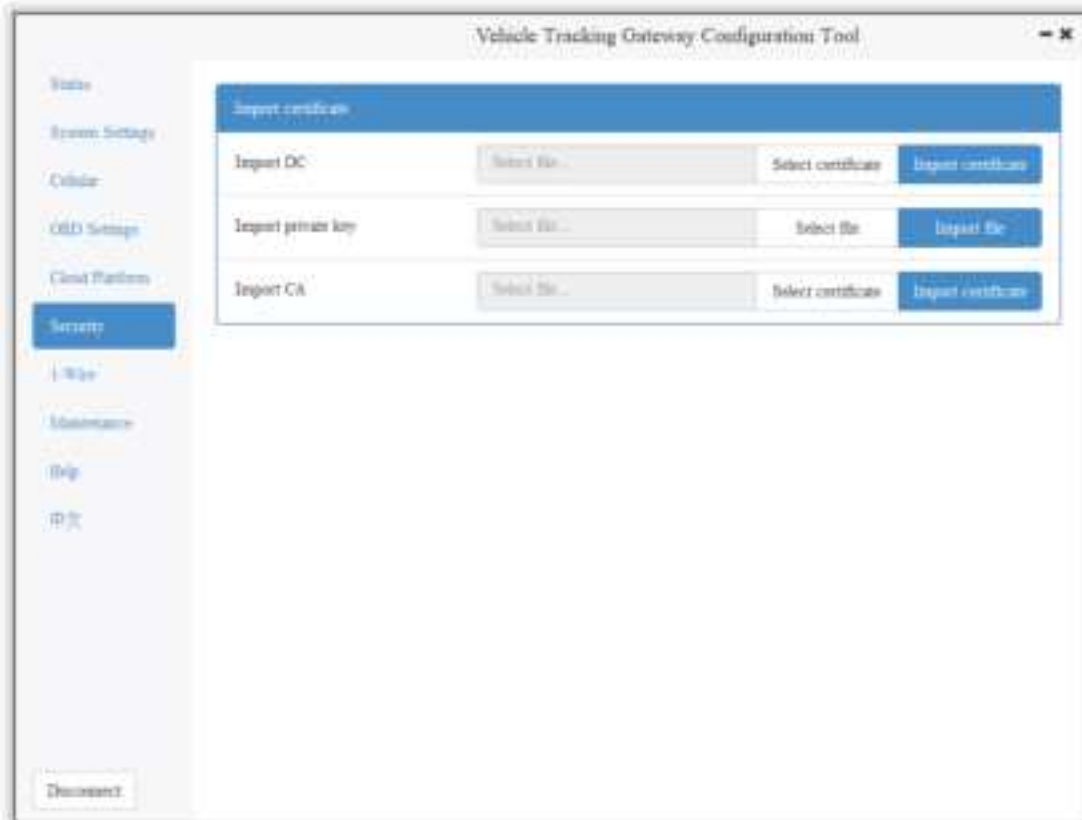 Vehicle Tracking Gateway Configuration Tool
Status
System Settings
Cellular
OBD Settings
Cloud Platform
Security
1-Wire
Maintenance
Help
中文
Disconnect
Import certificate
Import DC
Select file...
Select certificate
Import certificate
Import private key
Select file...
Select file
Import file
Import CA
Select file...
Select certificate
Import certificate